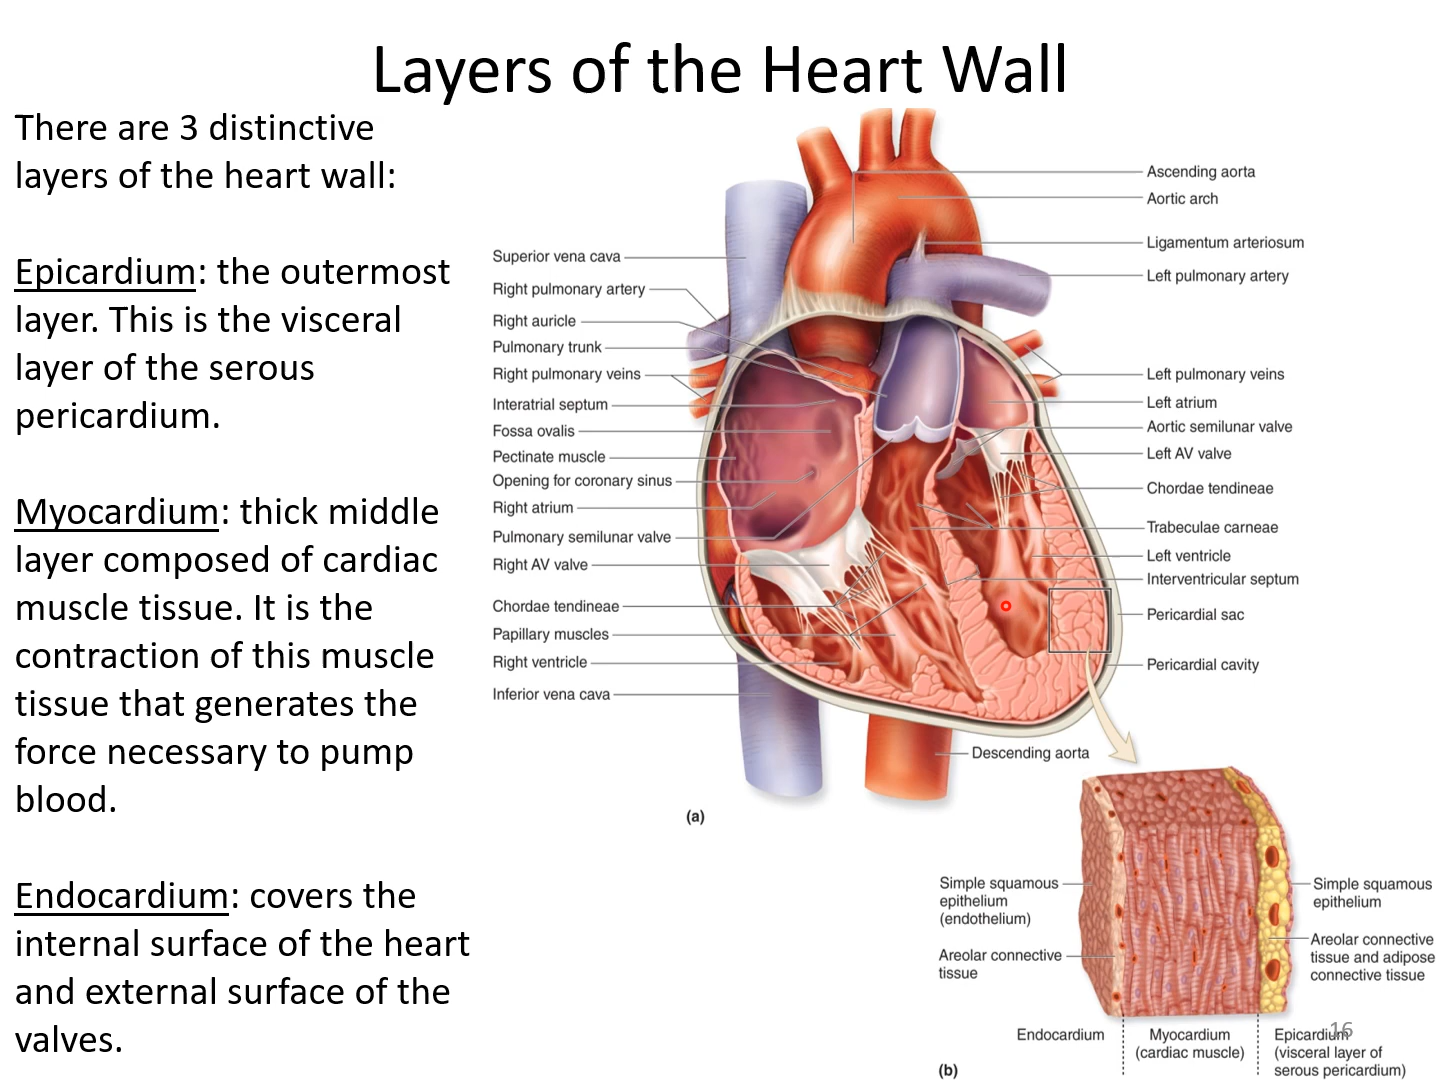 Layers of the Heart Wall
There are 3 distinctive
layers of the heart wall:
Epicardium: the outermost
layer. This is the visceral
layer of the serous
pericardium.
Myocardium: thick middle
layer composed of cardiac
muscle tissue. It is the
contraction of this muscle
tissue that generates the
force necessary to pump
blood.
Endocardium: covers the
internal surface of the heart
and external surface of the
valves.
Superior vena cava
Right pulmonary artery
Right auricle
Pulmonary trunk
Right pulmonary veins
Interatrial septum
Fossa ovalis
Pectinate muscle
Opening for coronary sinus
Right atrium
Pulmonary semilunar valve
Right AV valve
Chordae tendineae
Papillary muscles
Right ventricle
Inferior vena cava
Ascending aorta
Aortic arch
Ligamentum arteriosum
Left pulmonary artery
Left pulmonary veins
Left atrium
Aortic semilunar valve
Left AV valve
Chordae tendineae
Trabeculae carneae
Left ventricle
Interventricular septum
Pericardial sac
Pericardial cavity
Descending aorta
(a)
Simple squamous
epithelium
(endothelium)
Areolar connective
tissue
Simple squamous
epithelium
Areolar connective
tissue and adipose
connective tissue
Endocardium
Myocardium
(cardiac muscle)
Epicardium
(visceral layer of
serous pericardium)
16
(b)